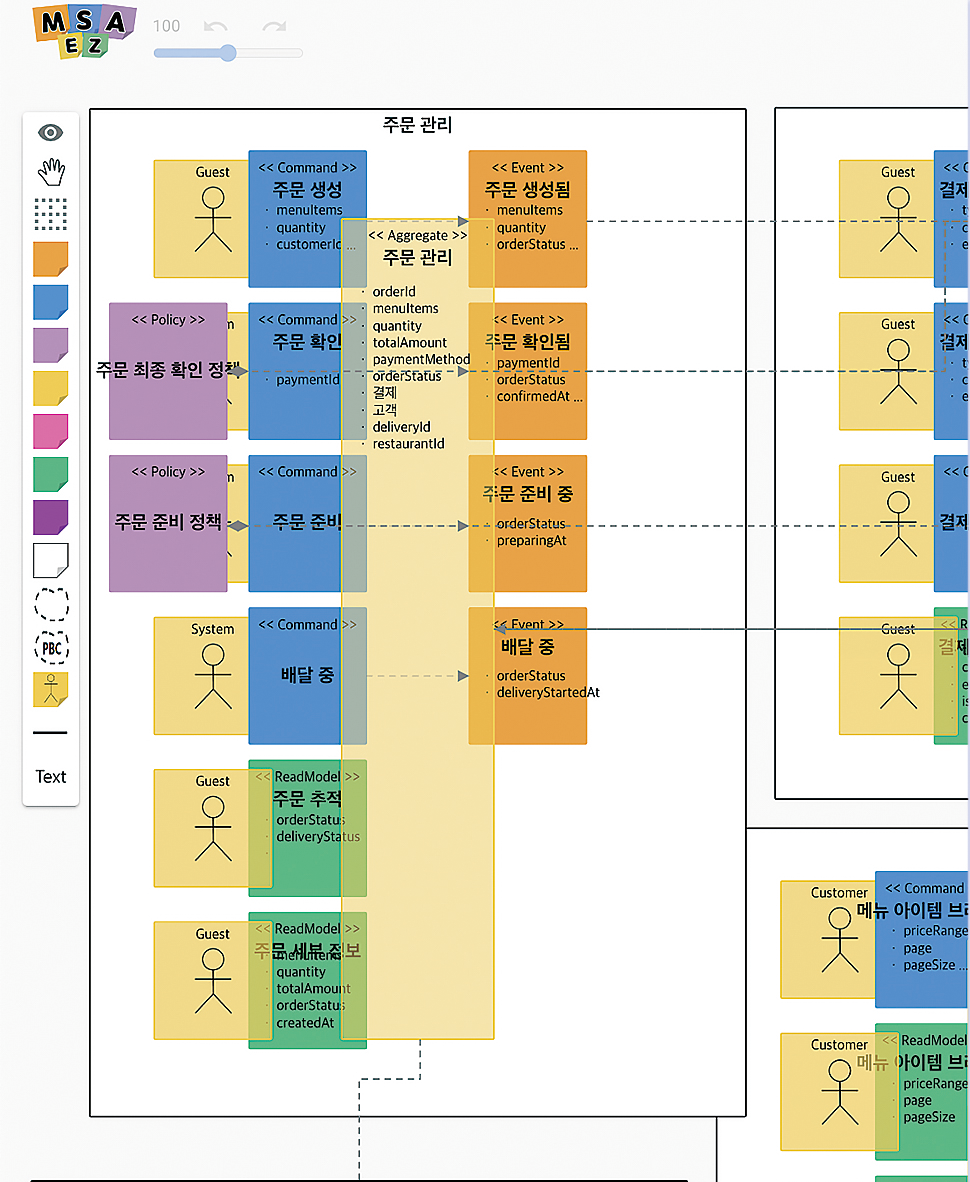 MSA
EZ
100
PBC
Text
주문 관리
Guest
<< Command >>
주문 생성
· menuItems
· quantity
· customerId ...
<< Event >>
주문 생성됨
· menuItems
· quantity
· orderStatus ...
<< Aggregate >>
주문 관리
· orderId
· menuItems
· quantity
· totalAmount
· paymentMethod
· orderStatus
· 결제
· 고객
· deliveryId
· restaurantId
<< Policy >>
주문 최종 확인 정책
<< Command >>
주문 확인
· paymentId
<< Event >>
주문 확인됨
· paymentId
· orderStatus
· confirmedAt ...
<< Policy >>
주문 준비 정책
<< Command >>
주문 준비
<< Event >>
주문 준비 중
· orderStatus
· preparingAt
System
<< Command >>
배달 중
<< Event >>
배달 중
· orderStatus
· deliveryStartedAt
Guest
<< ReadModel >>
주문 추적
· orderStatus
· deliveryStatus
Guest
<< ReadModel >>
주문 세부 정보
· menuItems
· quantity
· totalAmount
· orderStatus
· createdAt
Guest
결제
Guest
결제
Guest
결제
Guest
결제
Customer
<< Command
메뉴 아이템
· priceRange
· page
· pageSize ...
Customer
<< ReadModel
메뉴 아이템
· priceRange
· page
· pageSize